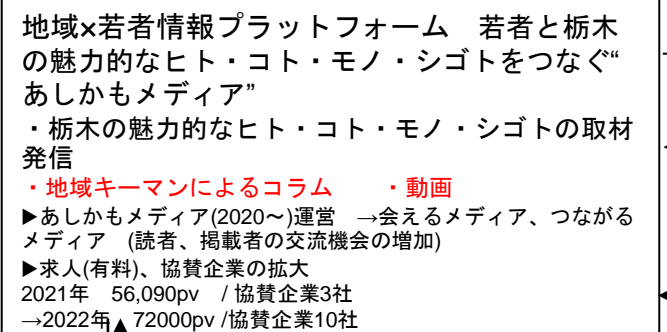 地域×若者情報プラットフォーム　若者と栃木
の魅力的なヒト・コト・モノ・シゴトをつなぐ“
あしかもメディア”
・栃木の魅力的なヒト・コト・モノ・シゴトの取材
発信
・地域キーマンによるコラム　　・動画
▶あしかもメディア(2020～)運営　→会えるメディア、つながる
メディア　(読者、掲載者の交流機会の増加)
▶求人(有料)、協賛企業の拡大
2021年　56,090pv　/ 協賛企業3社
→2022年 72000pv /協賛企業10社